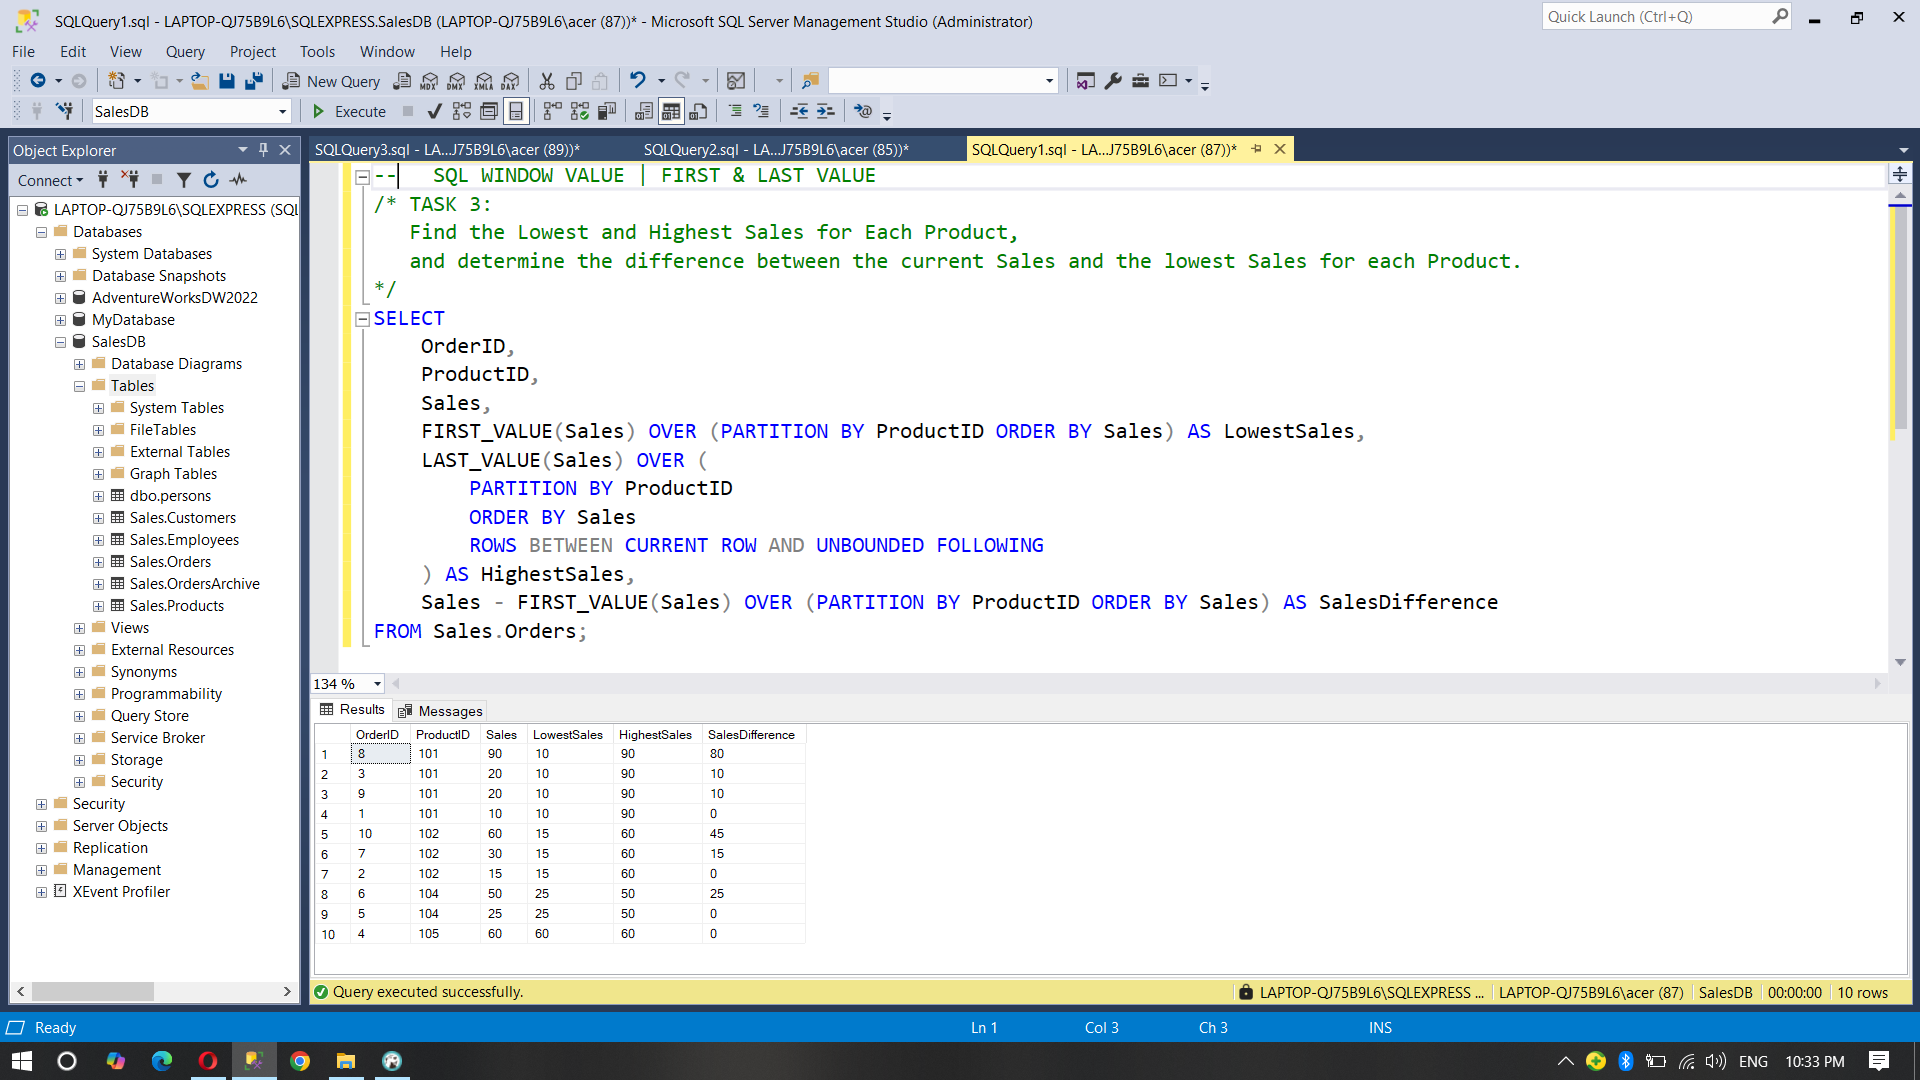 SQLQuery1.sql - LAPTOP-QJ75B9L6\SQLEXPRESS.SalesDB (LAPTOP-QJ75B9L6\acer (87))* - Microsoft SQL Server Management Studio (Administrator)
Quick Launch (Ctrl+Q)
File Edit View Query Project Tools Window Help
New Query MDX DMX XMLA DAX
SalesDB Execute
Object Explorer
SQLQuery3.sql - LA...J75B9L6\acer (89))* SQLQuery2.sql - LA...J75B9L6\acer (85))* SQLQuery1.sql - LA...J75B9L6\acer (87))*
Connect
LAPTOP-QJ75B9L6\SQLEXPRESS (SQL
Databases
System Databases
Database Snapshots
AdventureWorksDW2022
MyDatabase
SalesDB
Database Diagrams
Tables
System Tables
FileTables
External Tables
Graph Tables
dbo.persons
Sales.Customers
Sales.Employees
Sales.Orders
Sales.OrdersArchive
Sales.Products
Views
External Resources
Synonyms
Programmability
Query Store
Service Broker
Storage
Security
Security
Server Objects
Replication
Management
XEvent Profiler
--   SQL WINDOW VALUE | FIRST & LAST VALUE
/* TASK 3:
   Find the Lowest and Highest Sales for Each Product,
   and determine the difference between the current Sales and the lowest Sales for each Product.
*/
SELECT
    OrderID,
    ProductID,
    Sales,
    FIRST_VALUE(Sales) OVER (PARTITION BY ProductID ORDER BY Sales) AS LowestSales,
    LAST_VALUE(Sales) OVER (
        PARTITION BY ProductID
        ORDER BY Sales
        ROWS BETWEEN CURRENT ROW AND UNBOUNDED FOLLOWING
    ) AS HighestSales,
    Sales - FIRST_VALUE(Sales) OVER (PARTITION BY ProductID ORDER BY Sales) AS SalesDifference
FROM Sales.Orders;
134 %
Results Messages
OrderID ProductID Sales LowestSales HighestSales SalesDifference
1 8 101 90 10 90 80
2 3 101 20 10 90 10
3 9 101 20 10 90 10
4 1 101 10 10 90 0
5 10 102 60 15 60 45
6 7 102 30 15 60 15
7 2 102 15 15 60 0
8 6 104 50 25 50 25
9 5 104 25 25 50 0
10 4 105 60 60 60 0
Query executed successfully. LAPTOP-QJ75B9L6\SQLEXPRESS ... LAPTOP-QJ75B9L6\acer (87) SalesDB 00:00:00 10 rows
Ready Ln 1 Col 3 Ch 3 INS
ENG 10:33 PM